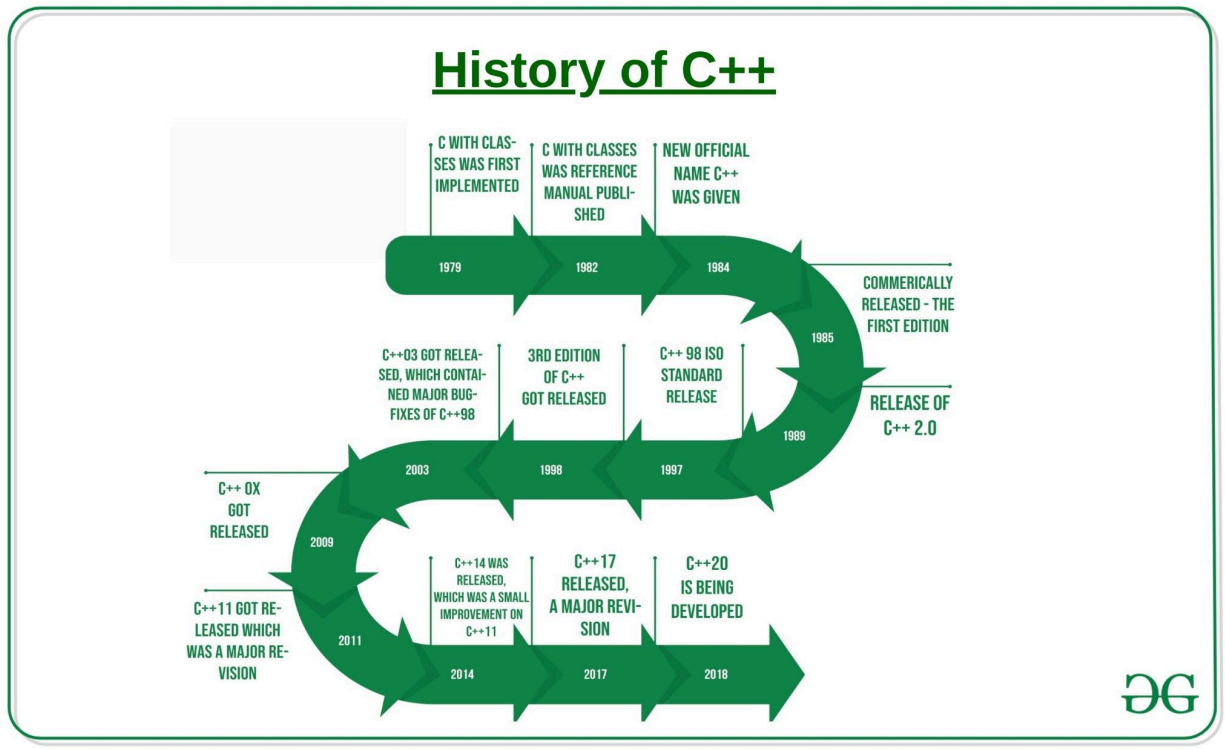 History of C++
C WITH CLAS-
SES WAS FIRST
IMPLEMENTED
C WITH CLASSES
WAS REFERENCE
MANUAL PUBLI-
SHED
NEW OFFICIAL
NAME C++
WAS GIVEN
1979
1982
1984
COMMERICALLY
RELEASED - THE
FIRST EDITION
1985
RELEASE OF
C++ 2.0
1989
C++ 98 ISO
STANDARD
RELEASE
3RD EDITION
OF C++
GOT RELEASED
C++03 GOT RELEA-
SED, WHICH CONTAI-
NED MAJOR BUG-
FIXES OF C++98
1997
1998
2003
C++ 0X
GOT
RELEASED
2009
C++11 GOT RE-
LEASED WHICH
WAS A MAJOR RE-
VISION
2011
C++14 WAS
RELEASED,
WHICH WAS A SMALL
IMPROVEMENT ON
C++11
C++17
RELEASED,
A MAJOR REVI-
SION
C++20
IS BEING
DEVELOPED
2014
2017
2018